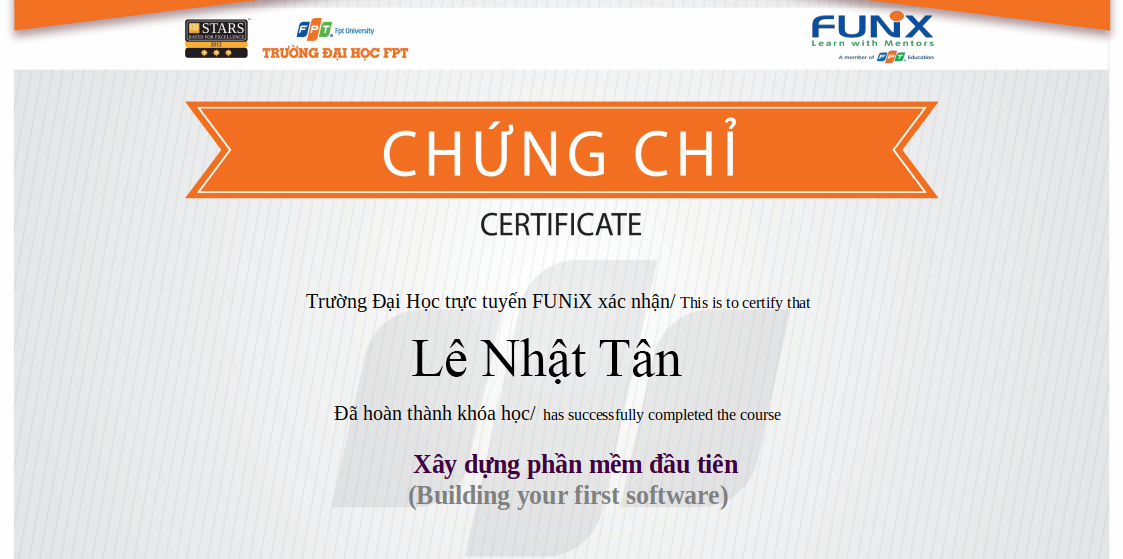 QS STARS
RATED FOR EXCELLENCE
2012
FPT Fpt University
TRƯỜNG ĐẠI HỌC FPT
FUNiX
Learn with Mentors
A member of FPT Education
CHỨNG CHỈ
CERTIFICATE
Trường Đại Học trực tuyến FUNiX xác nhận/ This is to certify that
Lê Nhật Tân
Đã hoàn thành khóa học/ has successfully completed the course
Xây dựng phần mềm đầu tiên
(Building your first software)